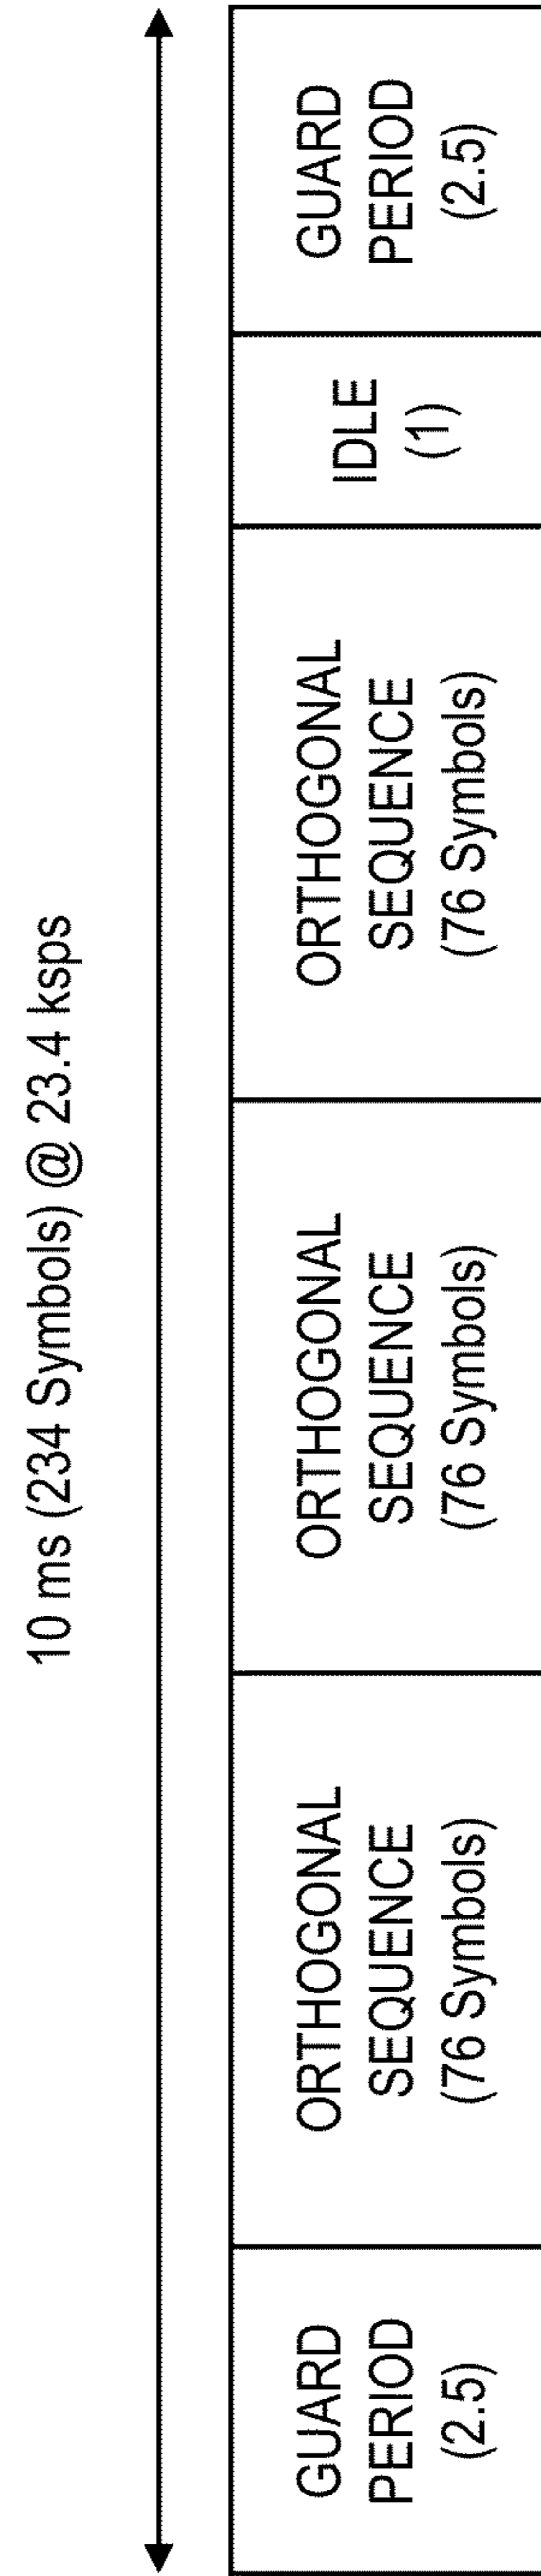 10 ms (234 Symbols) @ 23.4 ksps
GUARD
PERIOD
(2.5)
ORTHOGONAL
SEQUENCE
(76 Symbols)
ORTHOGONAL
SEQUENCE
(76 Symbols)
ORTHOGONAL
SEQUENCE
(76 Symbols)
IDLE
(1)
GUARD
PERIOD
(2.5)